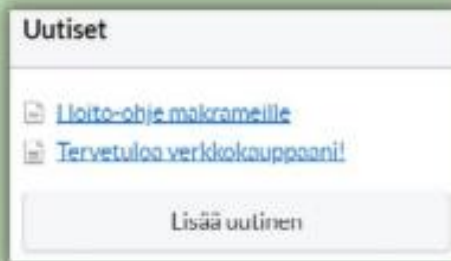 Uutiset
Hoito-ohje makrameille
Tervetuloa verkkokauppaani!
Lisää uutinen